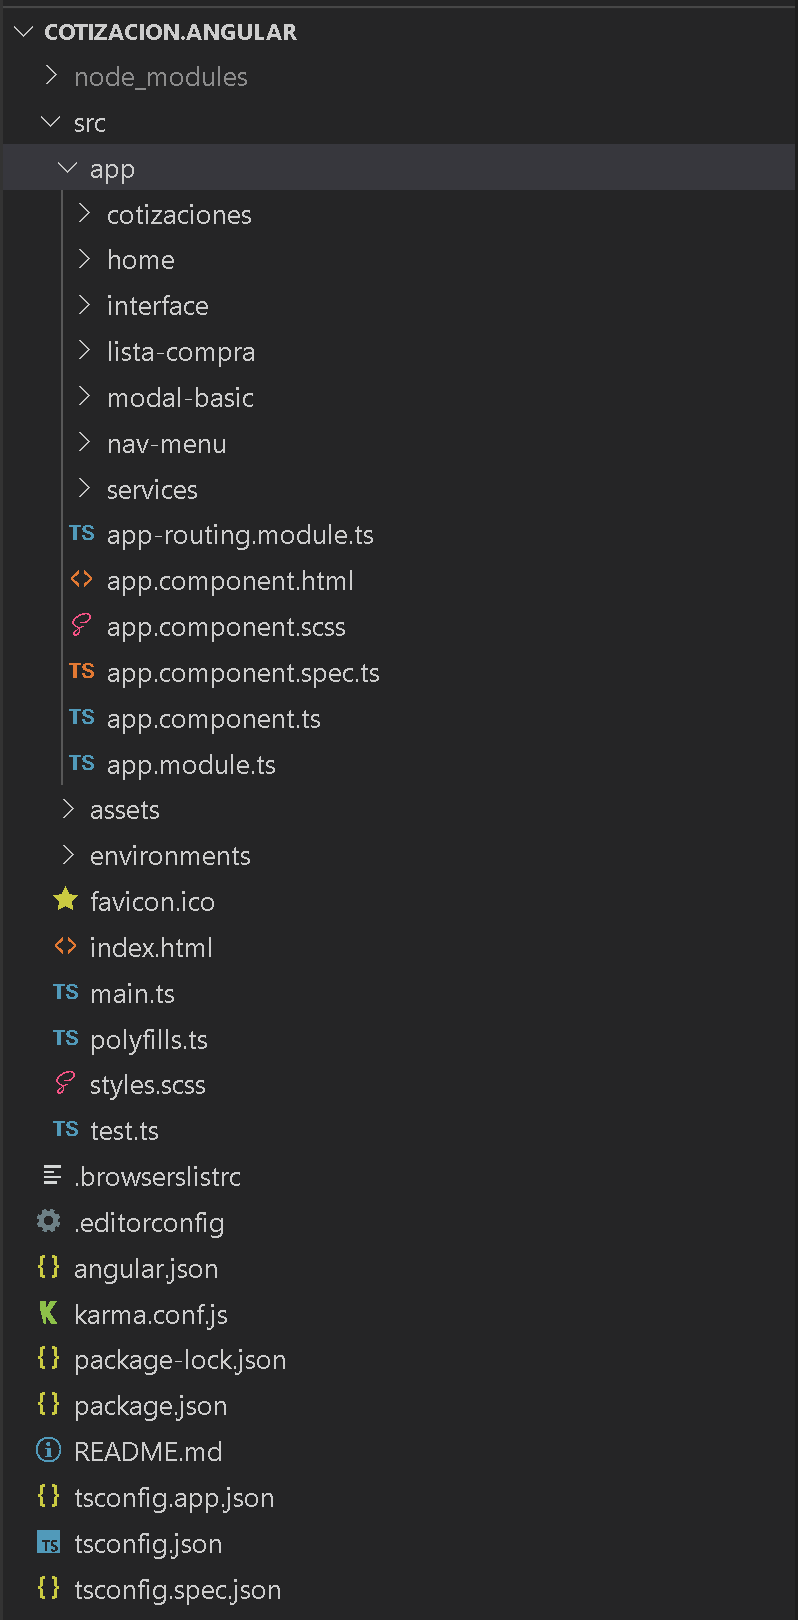 COTIZACION.ANGULAR
node_modules
src
app
cotizaciones
home
interface
lista-compra
modal-basic
nav-menu
services
TS app-routing.module.ts
<> app.component.html
app.component.scss
TS app.component.spec.ts
TS app.component.ts
TS app.module.ts
assets
environments
favicon.ico
<> index.html
TS main.ts
TS polyfills.ts
styles.scss
TS test.ts
.browserslistrc
.editorconfig
{} angular.json
K karma.conf.js
{} package-lock.json
{} package.json
README.md
{} tsconfig.app.json
TS tsconfig.json
{} tsconfig.spec.json